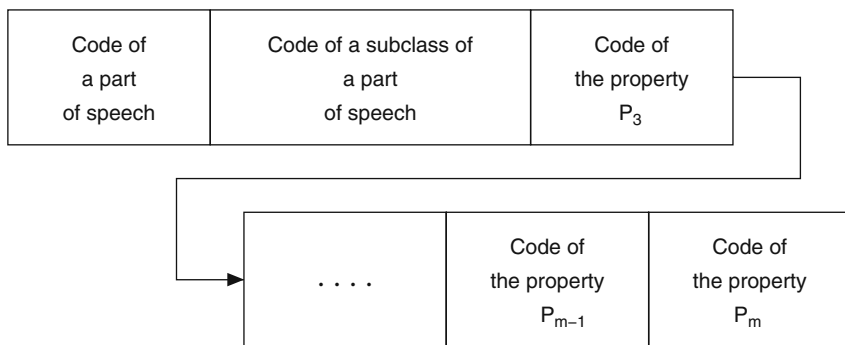 Code of
a part
of speech
Code of a subclass of
a part
of speech
Code of
the property
P₃
. . . .
Code of
the property
Pₘ₋₁
Code of
the property
Pₘ